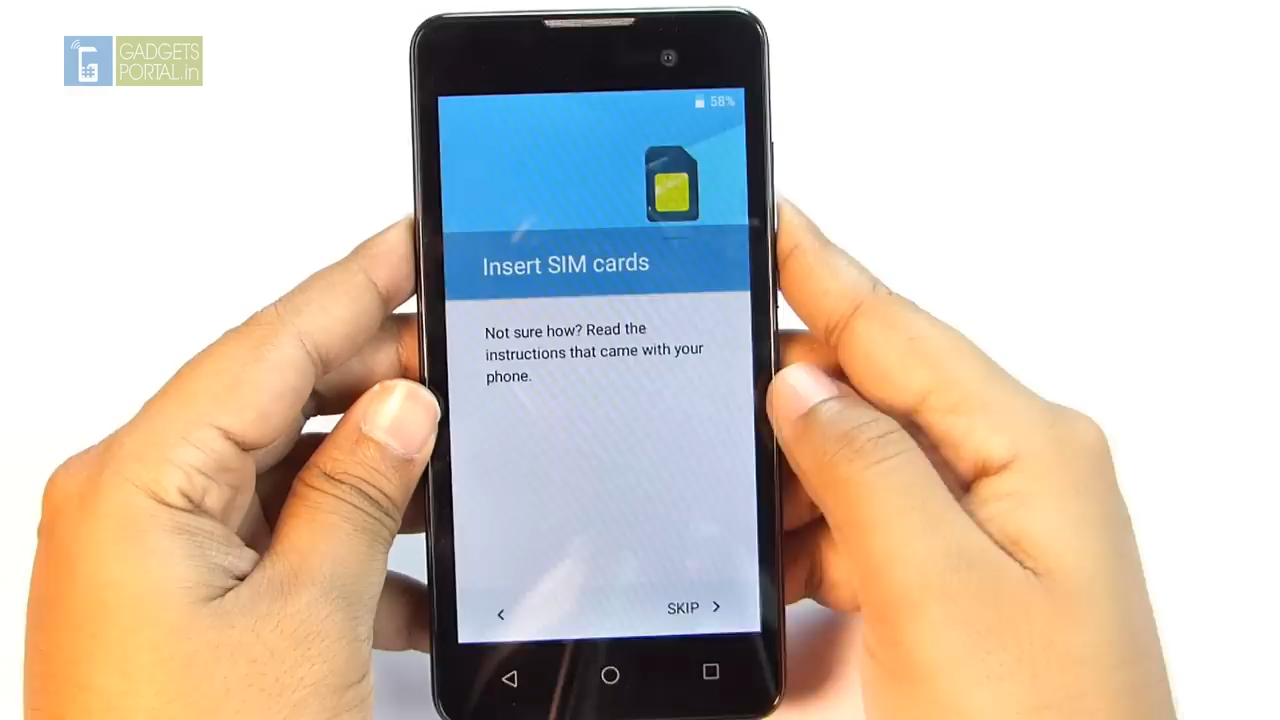 GADGETS
PORTAL.in
58%
Insert SIM cards
Not sure how? Read the
instructions that came with your
phone.
SKIP